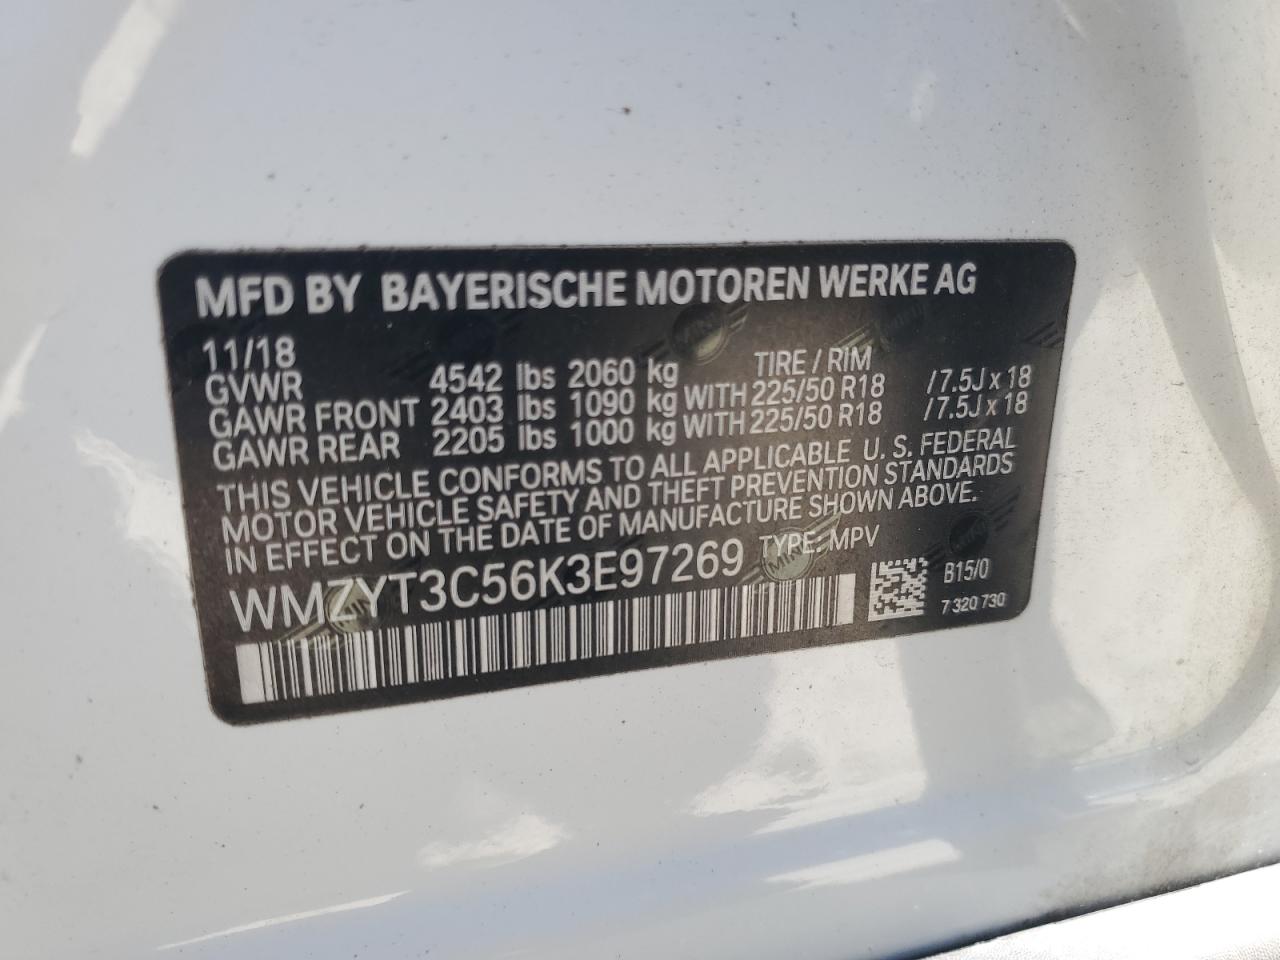 MFD BY BAYERISCHE MOTOREN WERKE AG
11/18 TIRE / RIM
GVWR 4542 lbs 2060 kg
GAWR FRONT 2403 lbs 1090 kg WITH 225/50 R18 /7.5J x 18
GAWR REAR 2205 lbs 1000 kg WITH 225/50 R18 /7.5J x 18
THIS VEHICLE CONFORMS TO ALL APPLICABLE U. S. FEDERAL
MOTOR VEHICLE SAFETY AND THEFT PREVENTION STANDARDS
IN EFFECT ON THE DATE OF MANUFACTURE SHOWN ABOVE.
WMZYT3C56K3E97269 TYPE: MPV
B15/0
7 320 730